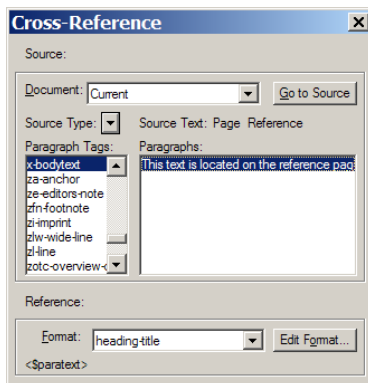 Cross-Reference
Source:
Document: Current Go to Source
Source Type: Source Text: Page Reference
Paragraph Tags: Paragraphs:
x-bodytext This text is located on the reference pag
za-anchor
ze-editors-note
zfn-footnote
zi-imprint
zlw-wide-line
zl-line
zotc-overview-c
Reference:
Format: heading-title Edit Format...
<$paratext>